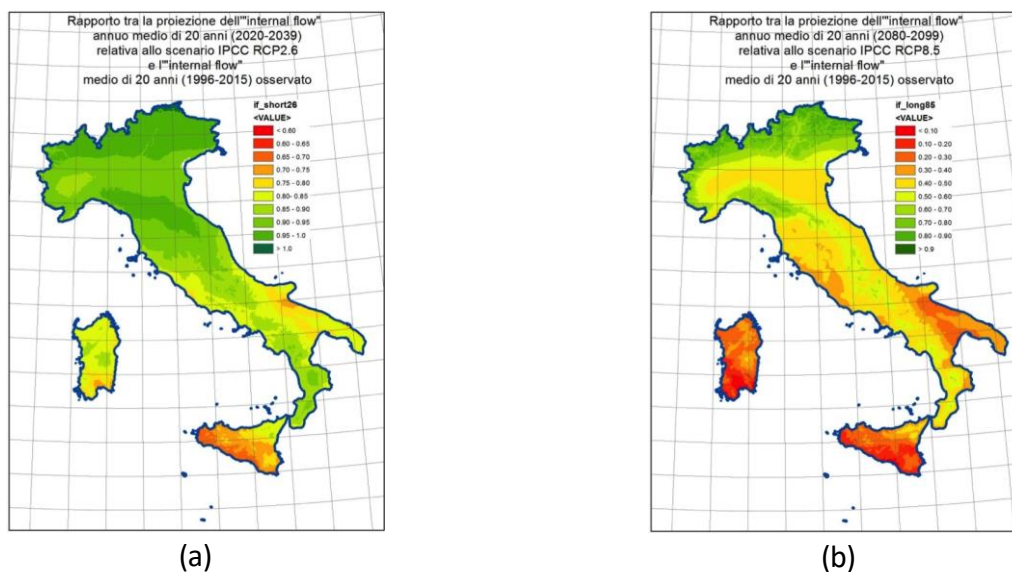 Rapporto tra la proiezione dell'"internal flow"
annuo medio di 20 anni (2020-2039)
relativa allo scenario IPCC RCP2.6
e l'"internal flow"
medio di 20 anni (1996-2015) osservato
if_short26
<VALUE>
< 0.60
0.60 - 0.65
0.65 - 0.70
0.70 - 0.75
0.75 - 0.80
0.80- 0.85
0.85 - 0.90
0.90 - 0.95
0.95 - 1.0
> 1.0
(a)
Rapporto tra la proiezione dell'"internal flow"
annuo medio di 20 anni (2080-2099)
relativa allo scenario IPCC RCP8.5
e l'"internal flow"
medio di 20 anni (1996-2015) osservato
if_long85
<VALUE>
< 0.10
0.10 - 0.20
0.20 - 0.30
0.30 - 0.40
0.40 - 0.50
0.50 - 0.60
0.60 - 0.70
0.70 - 0.80
0.80 - 0.90
> 0.9
(b)